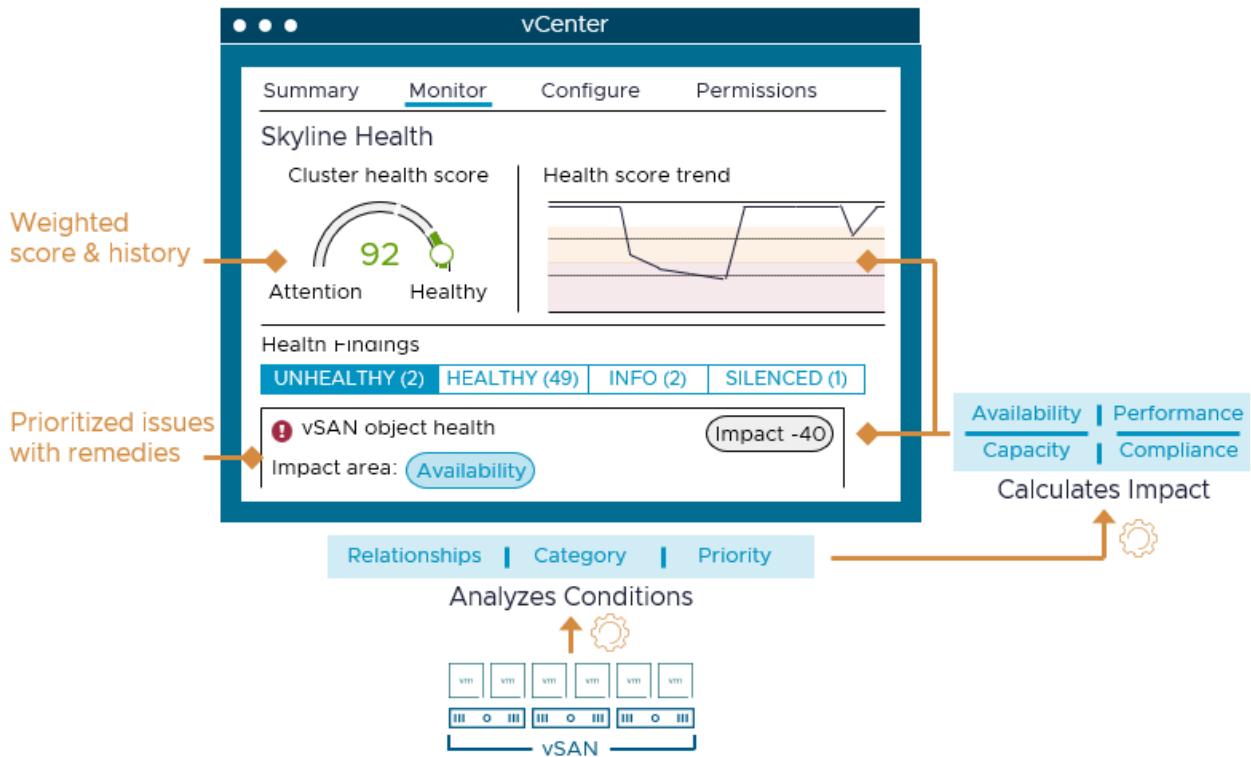 vCenter
Summary Monitor Configure Permissions
Skyline Health
Cluster health score
Health score trend
Weighted
score & history
92
Attention Healthy
Health Findings
UNHEALTHY (2) HEALTHY (49) INFO (2) SILENCED (1)
Prioritized issues
with remedies
vSAN object health
Impact -40
Impact area: Availability
Availability | Performance
Capacity | Compliance
Calculates Impact
Relationships | Category | Priority
Analyzes Conditions
vm vm vm vm vm vm
vSAN